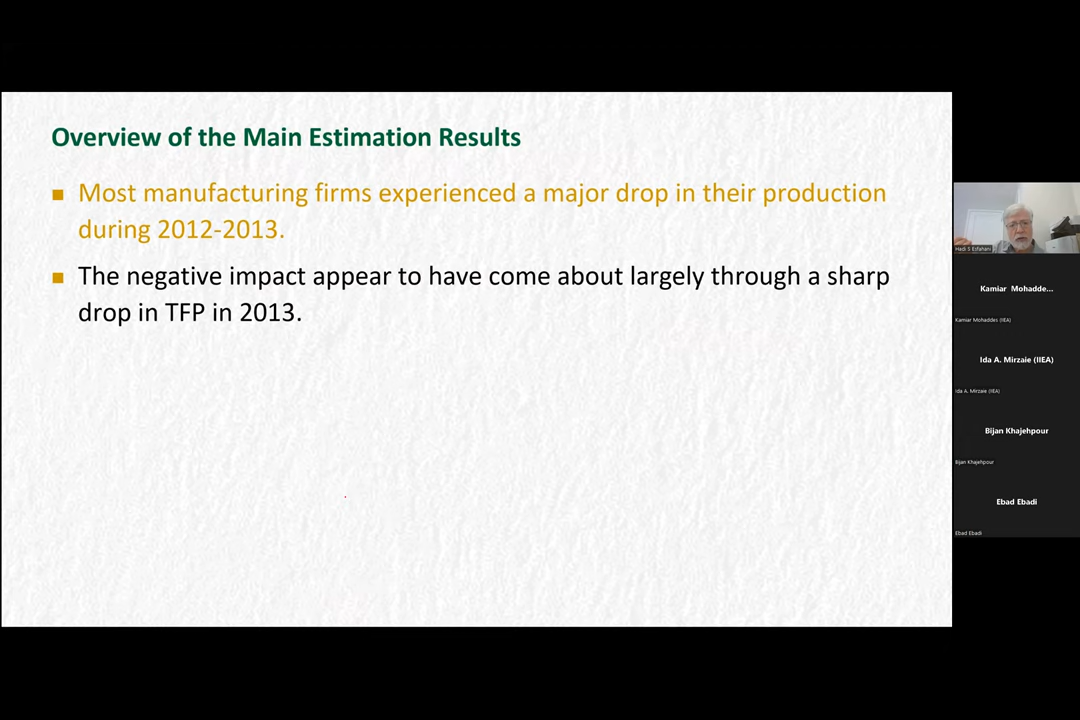 Overview of the Main Estimation Results
Most manufacturing firms experienced a major drop in their production
during 2012-2013.
The negative impact appear to have come about largely through a sharp
drop in TFP in 2013.
Hadi S Esfahani
Kamiar Mohadde...
Kamiar Mohaddes (IIEA)
Ida A. Mirzaie (IIEA)
Ida A. Mirzaie (IIEA)
Bijan Khajehpour
Bijan Khajehpour
Ebad Ebadi
Ebad Ebadi